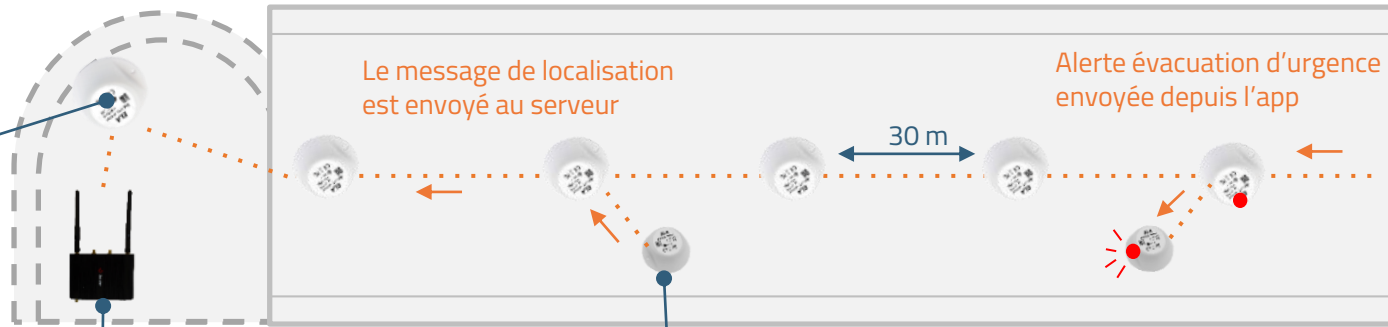 Le message de localisation
est envoyé au serveur
Alerte évacuation d’urgence
envoyée depuis l’app
30 m